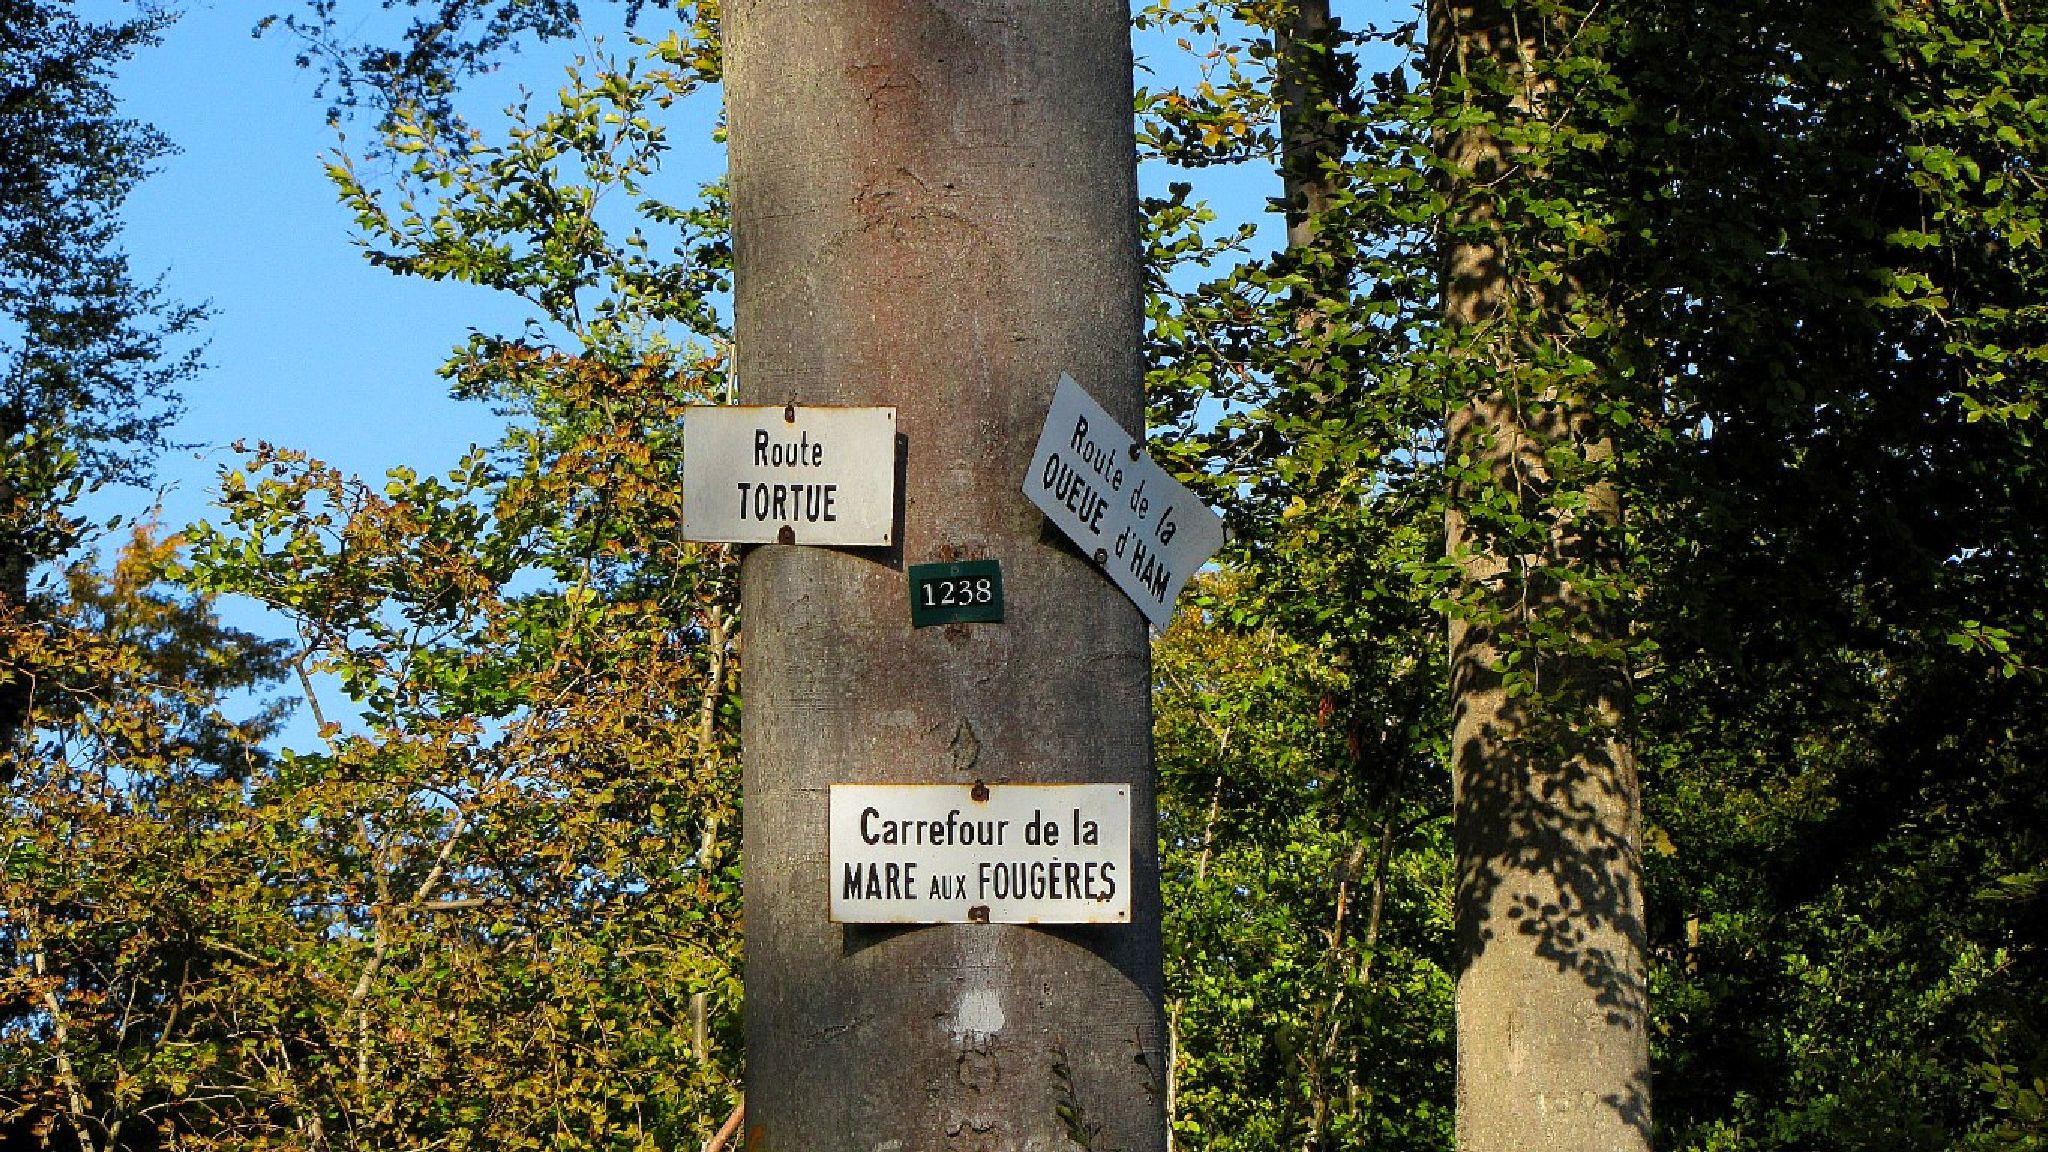 Route
TORTUE
Route de la
QUEUE d'HAM
1238
Carrefour de la
MARE AUX FOUGÈRES